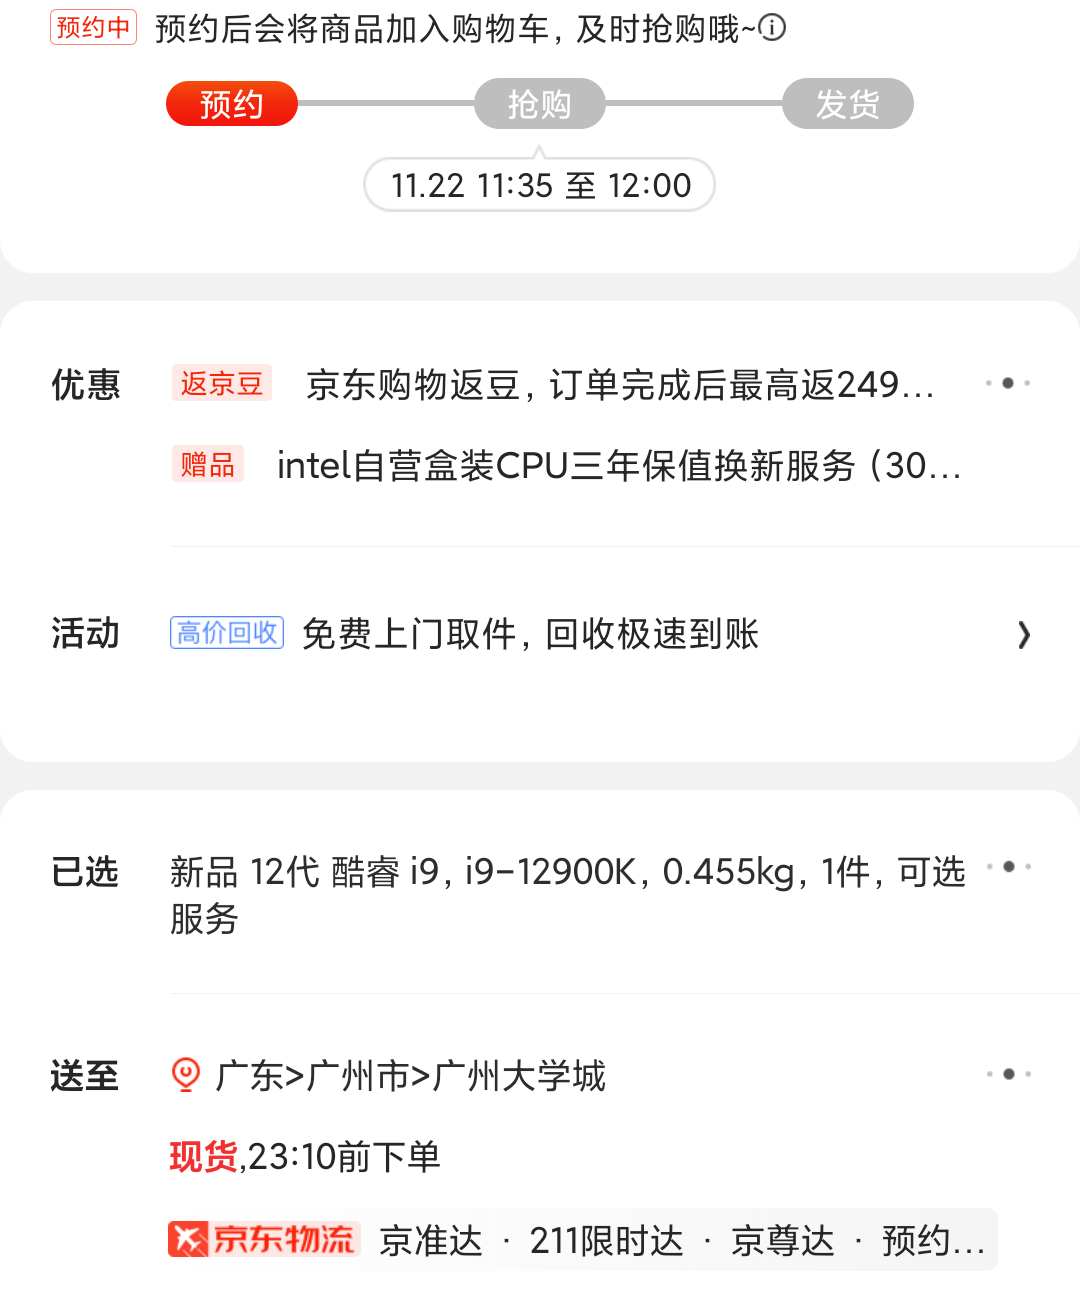 预约中 预约后会将商品加入购物车，及时抢购哦~
预约 抢购 发货
11.22 11:35 至 12:00
优惠 返京豆 京东购物返豆，订单完成后最高返249...
赠品 intel自营盒装CPU三年保值换新服务（30...
活动 高价回收 免费上门取件，回收极速到账
已选 新品 12代 酷睿 i9，i9-12900K，0.455kg，1件，可选
服务
送至 广东>广州市>广州大学城
现货,23:10前下单
京东物流 京准达 · 211限时达 · 京尊达 · 预约...